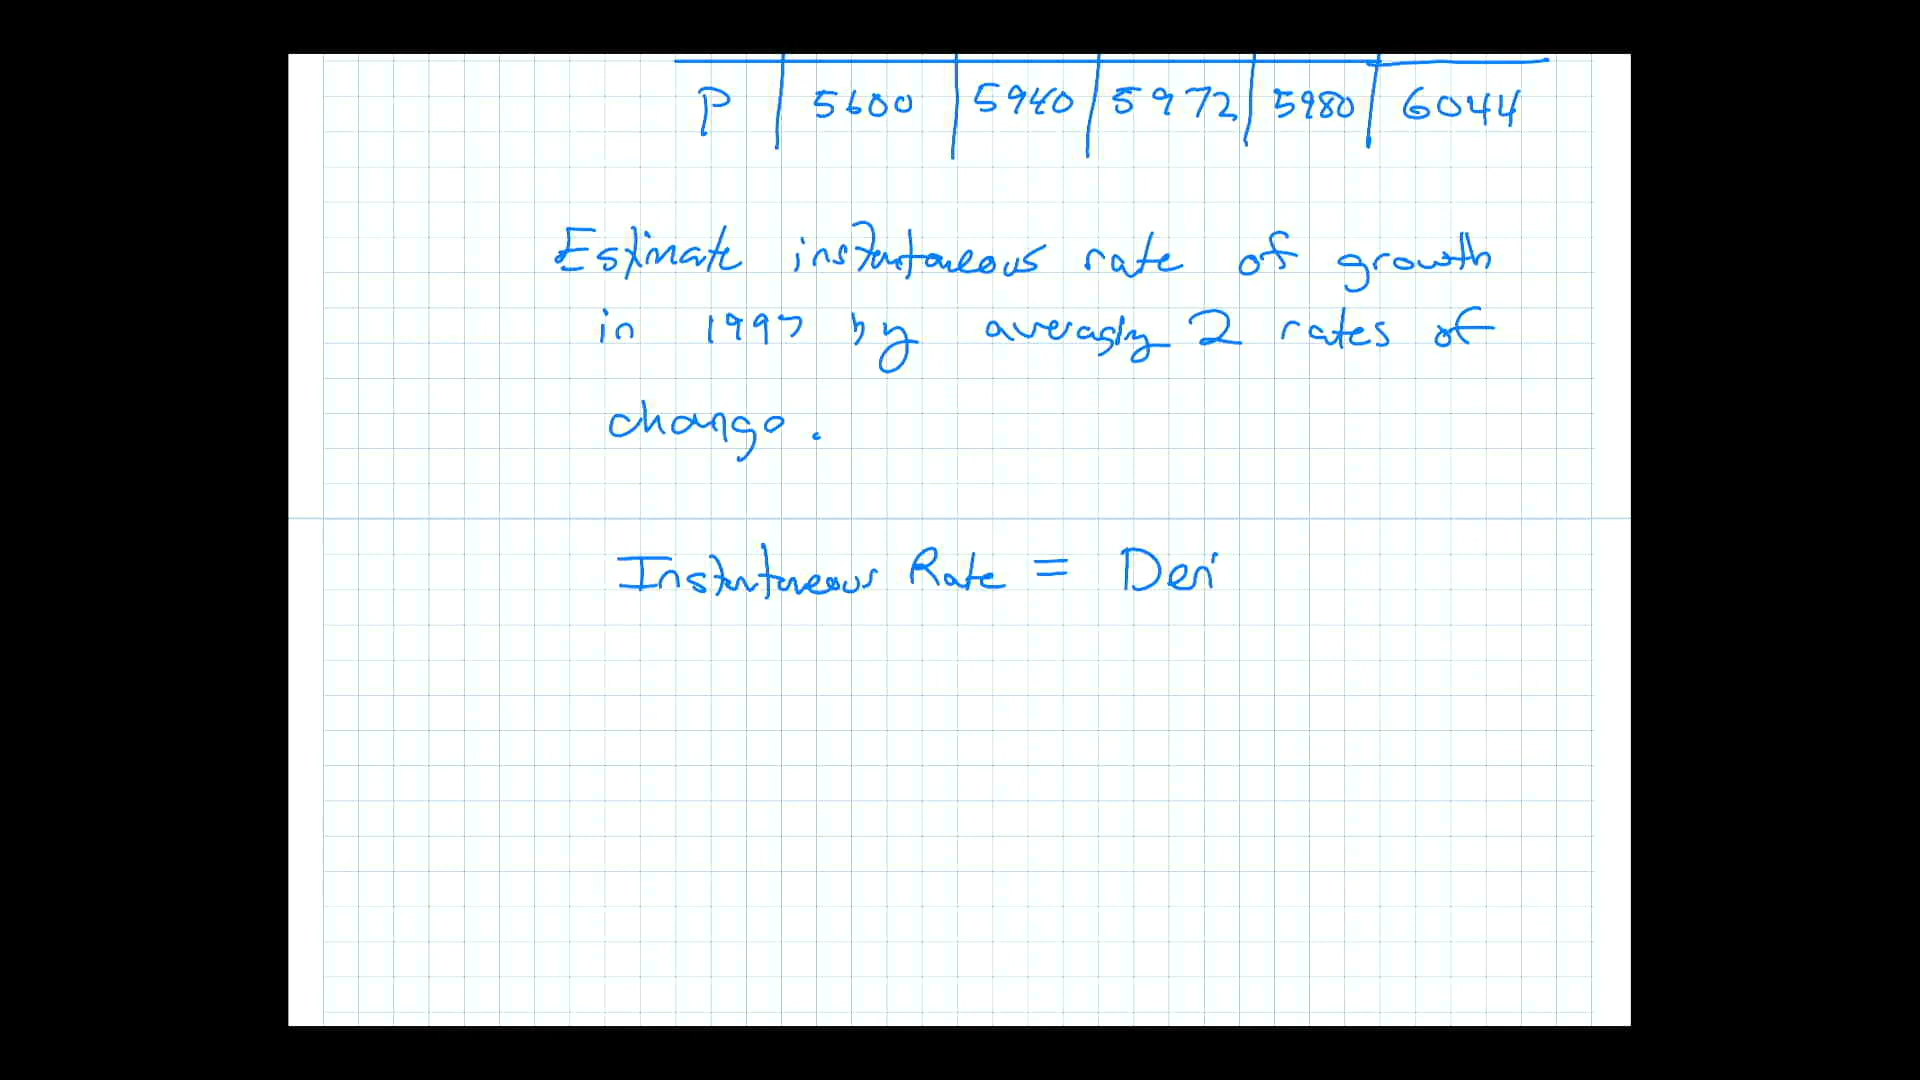 P 5600 5940 5972 5980 6044
Estimate instantaneous rate of growth
in 1997 by averaging 2 rates of
change.
Instantaneous Rate = Deri